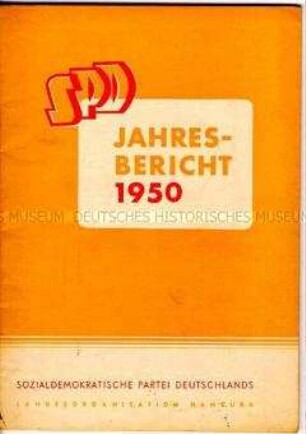 SPD
JAHRES-
BERICHT
1950
MUSEUM DEUTSCHES HISTORISCHES MUSEUM
SOZIALDEMOKRATISCHE PARTEI DEUTSCHLANDS
LANDESORGANISATION HAMBURG